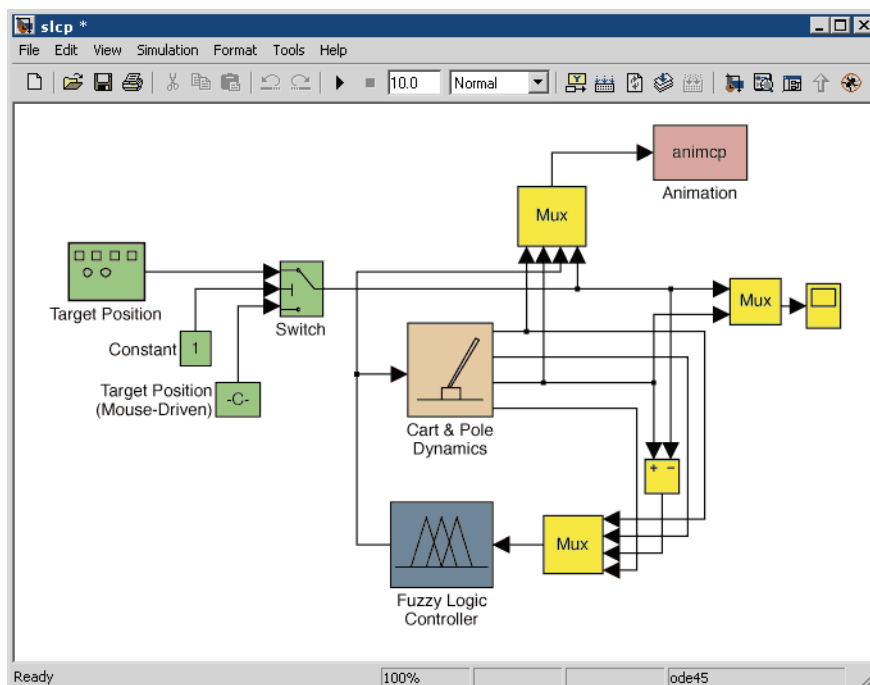 slcp *
File Edit View Simulation Format Tools Help
10.0 Normal
animcp
Animation
Mux
Target Position
Switch
Mux
Constant 1
Target Position
(Mouse-Driven) -C-
Cart & Pole
Dynamics
+ −
Mux
Fuzzy Logic
Controller
Ready 100% ode45